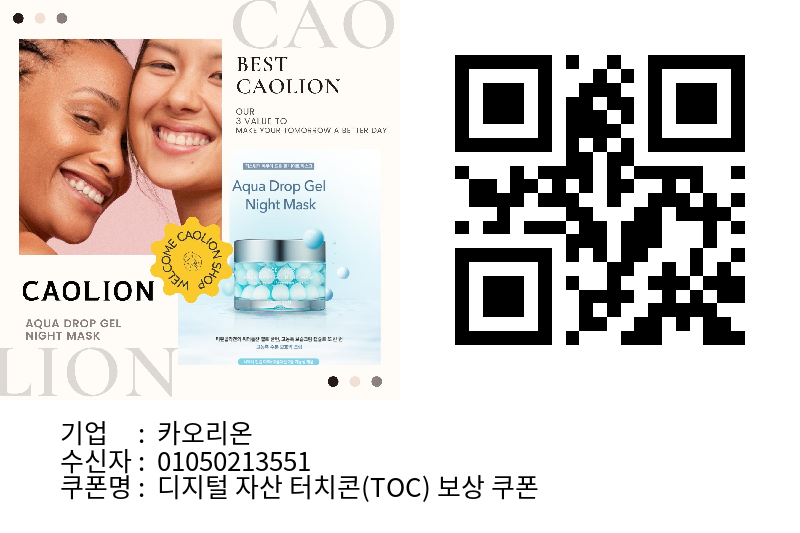 CAO
BEST
CAOLION
OUR
3 VALUE TO
MAKE YOUR TOMORROW A BETTER DAY
Aqua Drop Gel
Night Mask
WELCOME CAOLION SHOP
CAOLION
AQUA DROP GEL
NIGHT MASK
LION
기업 : 카오리온
수신자 : 01050213551
쿠폰명 : 디지털 자산 터치콘(TOC) 보상 쿠폰